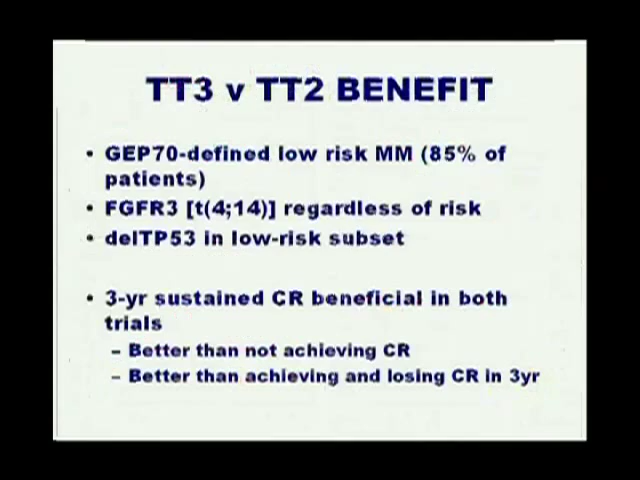 TT3 v TT2 BENEFIT
• GEP70-defined low risk MM (85% of
patients)
• FGFR3 [t(4;14)] regardless of risk
• delTP53 in low-risk subset
• 3-yr sustained CR beneficial in both
trials
– Better than not achieving CR
– Better than achieving and losing CR in 3yr